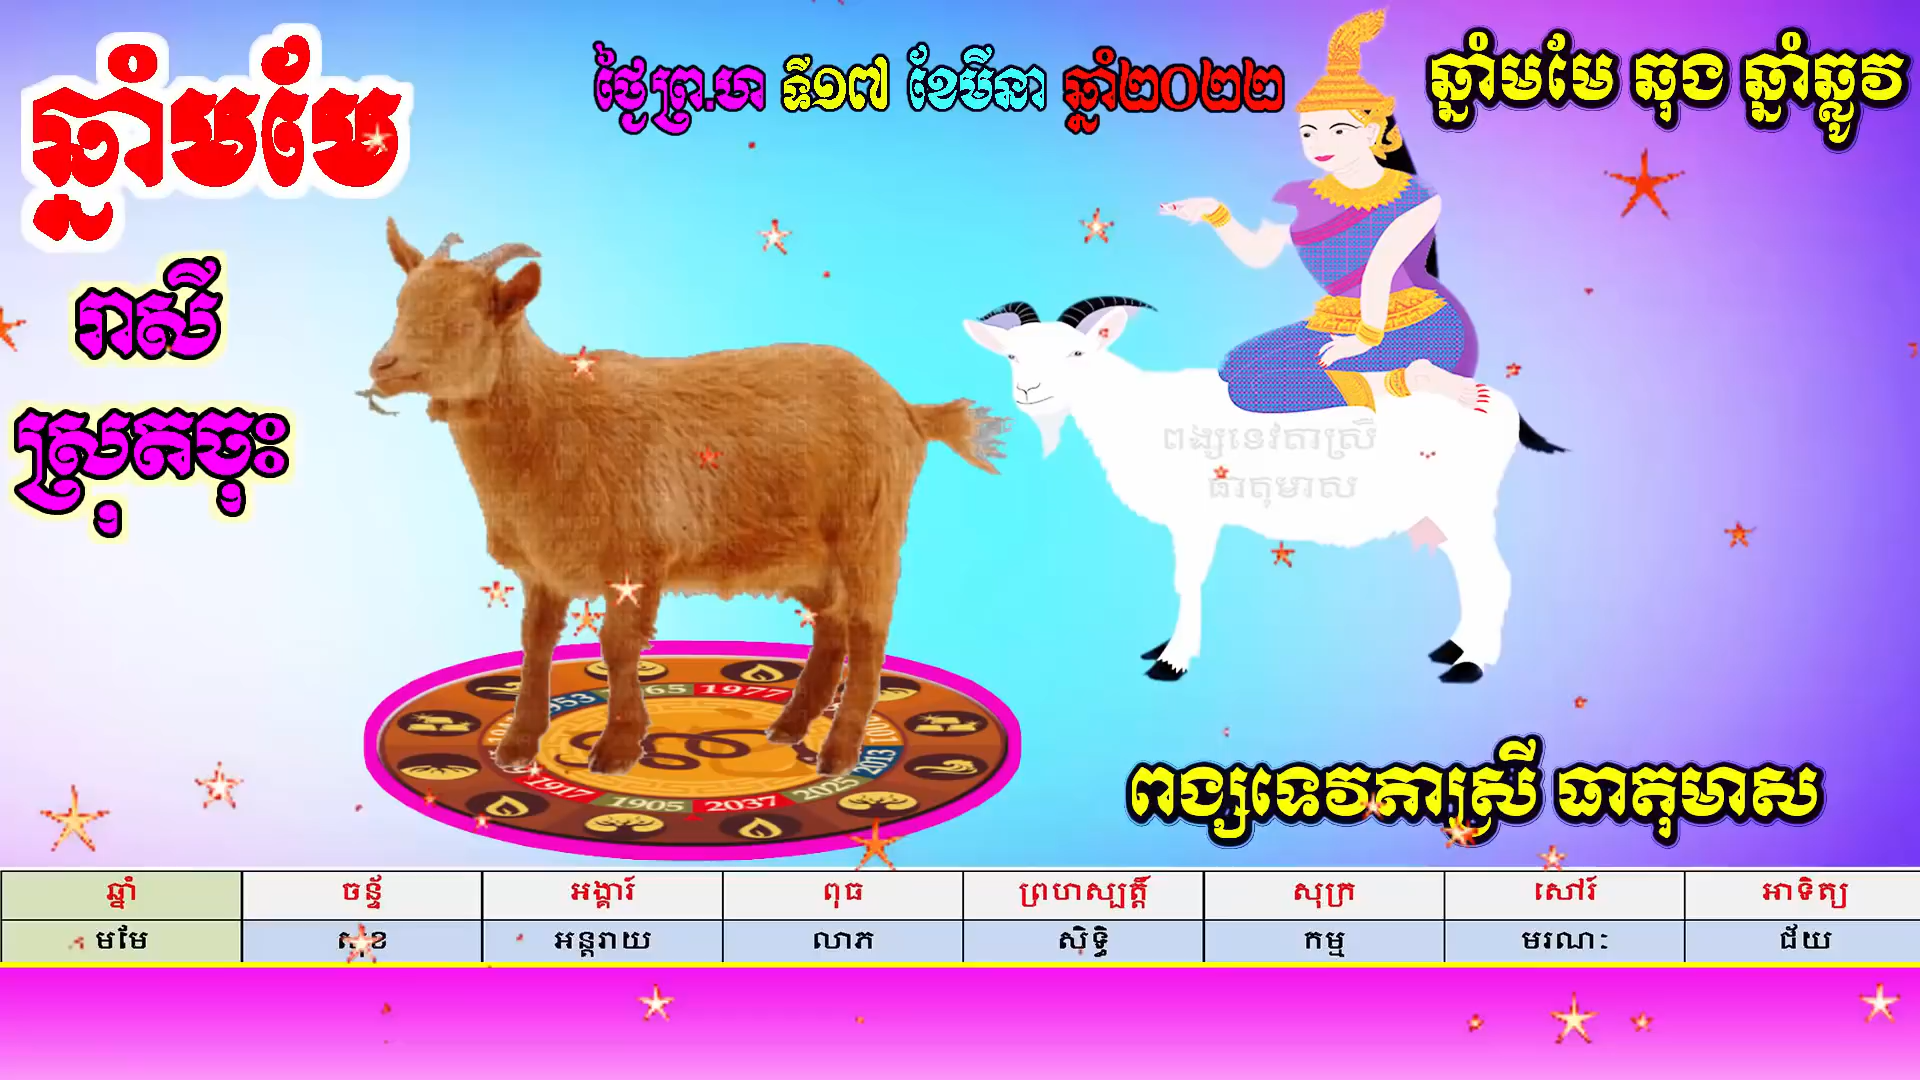 ឆ្នាំមមែ
ថ្ងៃព្រ.ហ ទី១៧ ខែមីនា ឆ្នាំ២០២២
ឆ្នាំមមែ ឆុង ឆ្នាំឆ្លូវ
រាសី
ស្រុតចុះ
ពង្សទេវតាស្រី
ធាតុមាស
1977
1917
1905
2037
2025
2013
ពង្សទេវតាស្រី ធាតុមាស
ឆ្នាំ ចន្ទ័ អង្គារ៍ ពុធ ព្រហស្បត្តិ៍ សុក្រ សៅរ៍ អាទិត្យ
មមែ សុខ អន្តរាយ លាភ សិទ្ធិ កម្ម មរណៈ ជ័យ